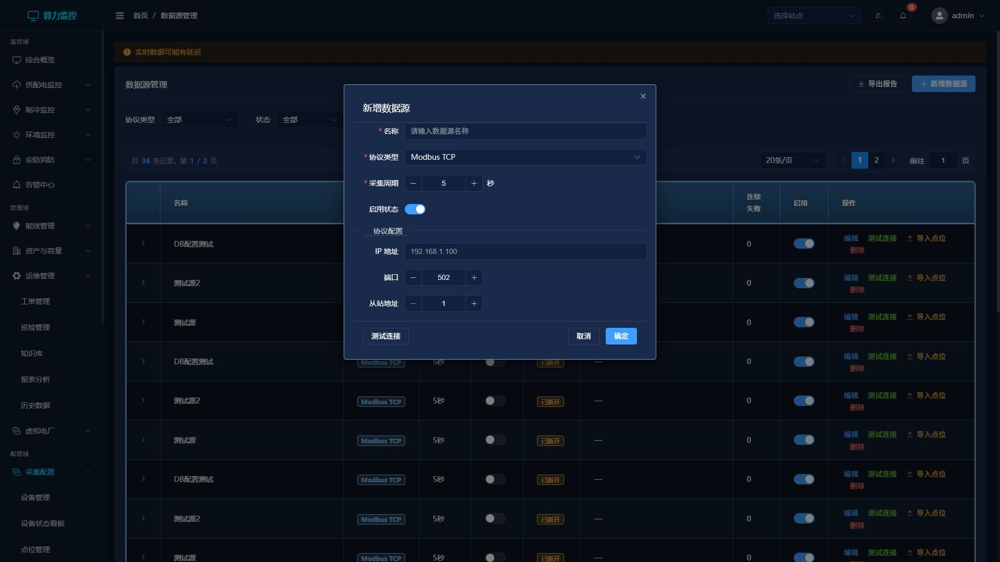 算力监控
首页 / 数据源管理
选择站点
0
admin
监控域
综合概览
供配电监控
制冷监控
环境监控
安防消防
告警中心
管理域
能效管理
资产与容量
运维管理
工单管理
巡检管理
知识库
报表分析
历史数据
虚拟电厂
配置域
采集配置
设备管理
设备状态看板
点位管理
实时数据可能有延迟
数据源管理
导出报告
新增数据源
协议类型 全部 状态 全部
共 36 条记录, 第 1 / 2 页
20条/页 1 2 前往 1 页
名称 连续失败 启用 操作
DB配置测试 0 编辑 测试连接 导入点位
删除
测试源2 0 编辑 测试连接 导入点位
删除
测试源 0 编辑 测试连接 导入点位
删除
DB配置测试 Modbus TCP 5秒 已断开 — 0 编辑 测试连接 导入点位
删除
测试源2 Modbus TCP 5秒 已断开 — 0 编辑 测试连接 导入点位
删除
测试源 Modbus TCP 5秒 已断开 — 0 编辑 测试连接 导入点位
删除
DB配置测试 Modbus TCP 5秒 已断开 — 0 编辑 测试连接 导入点位
删除
测试源2 Modbus TCP 5秒 已断开 — 0 编辑 测试连接 导入点位
删除
测试源 Modbus TCP 5秒 已断开 — 0 编辑 测试连接 导入点位
新增数据源
* 名称 请输入数据源名称
* 协议类型 Modbus TCP
* 采集周期 5 秒
启用状态
协议配置
IP 地址 192.168.1.100
端口 502
从站地址 1
测试连接 取消 确定